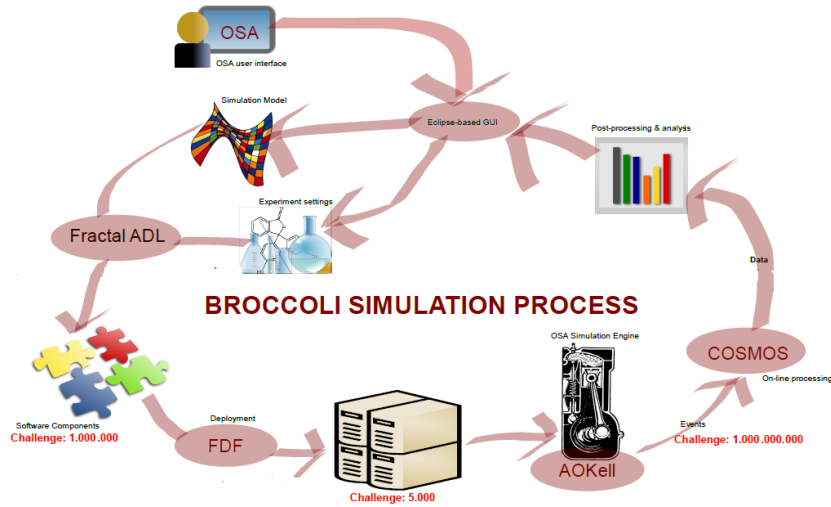 OSA
OSA user interface
Simulation Model
Eclipse-based GUI
Post-processing & analysis
Experiment settings
Fractal ADL
Data
BROCCOLI SIMULATION PROCESS
OSA Simulation Engine
COSMOS
On-line processing
Software Components
Challenge: 1.000.000
Deployment
FDF
Challenge: 5.000
AOKell
Events
Challenge: 1.000.000.000